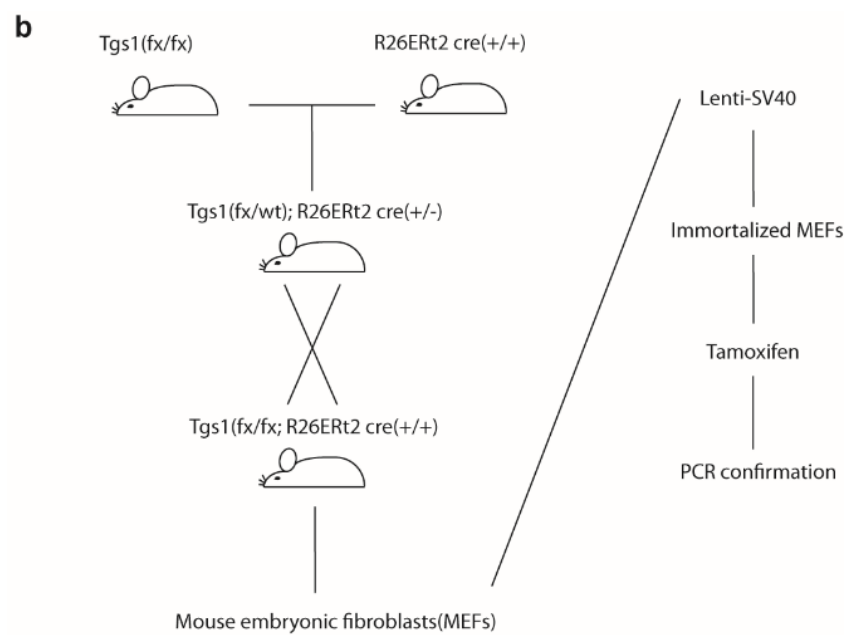 b
Tgs1(fx/fx)
R26ERt2 cre(+/+)
Tgs1(fx/wt); R26ERt2 cre(+/-)
Tgs1(fx/fx; R26ERt2 cre(+/+)
Mouse embryonic fibroblasts(MEFs)
Lenti-SV40
Immortalized MEFs
Tamoxifen
PCR confirmation